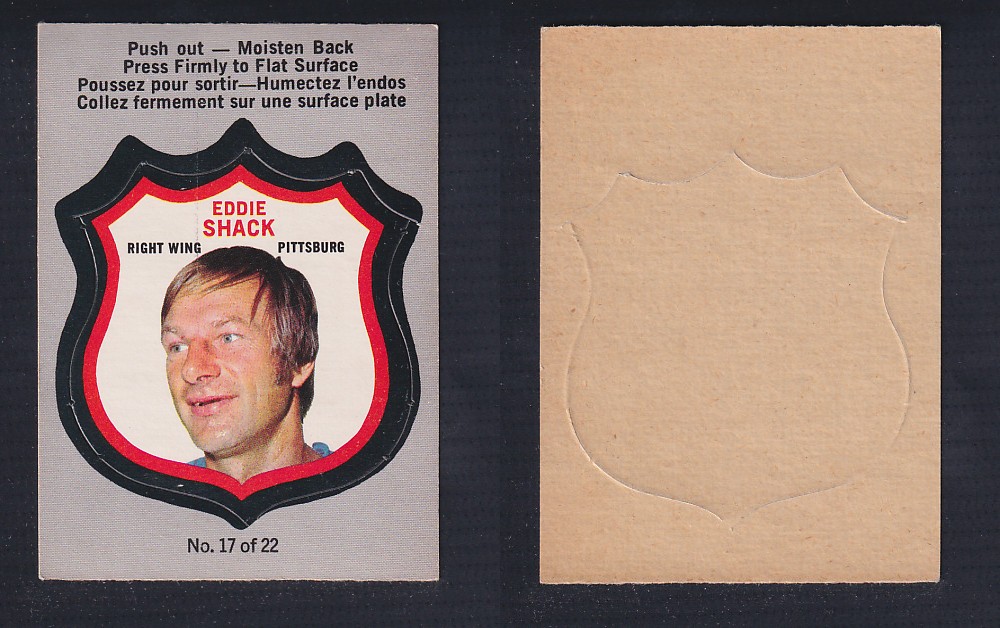 Push out — Moisten Back
Press Firmly to Flat Surface
Poussez pour sortir—Humectez l'endos
Collez fermement sur une surface plate
EDDIE
SHACK
RIGHT WING PITTSBURG
No. 17 of 22